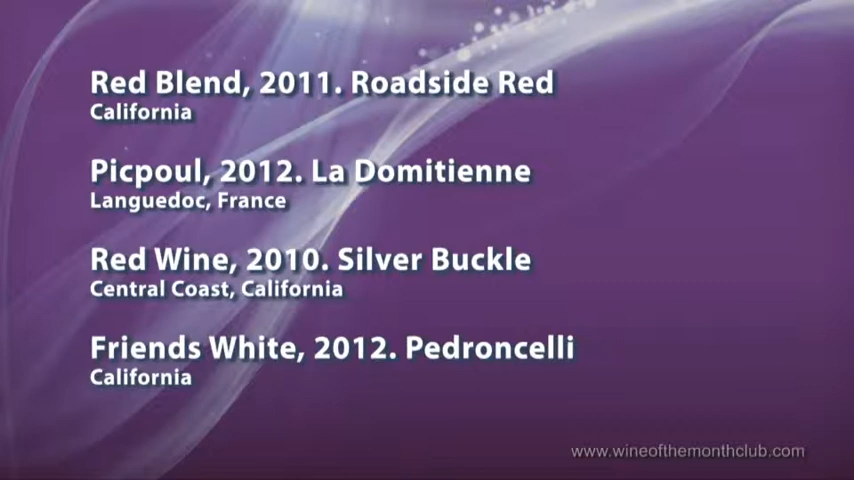 Red Blend, 2011. Roadside Red
California
Picpoul, 2012. La Domitienne
Languedoc, France
Red Wine, 2010. Silver Buckle
Central Coast, California
Friends White, 2012. Pedroncelli
California
www.wineofthemonthclub.com